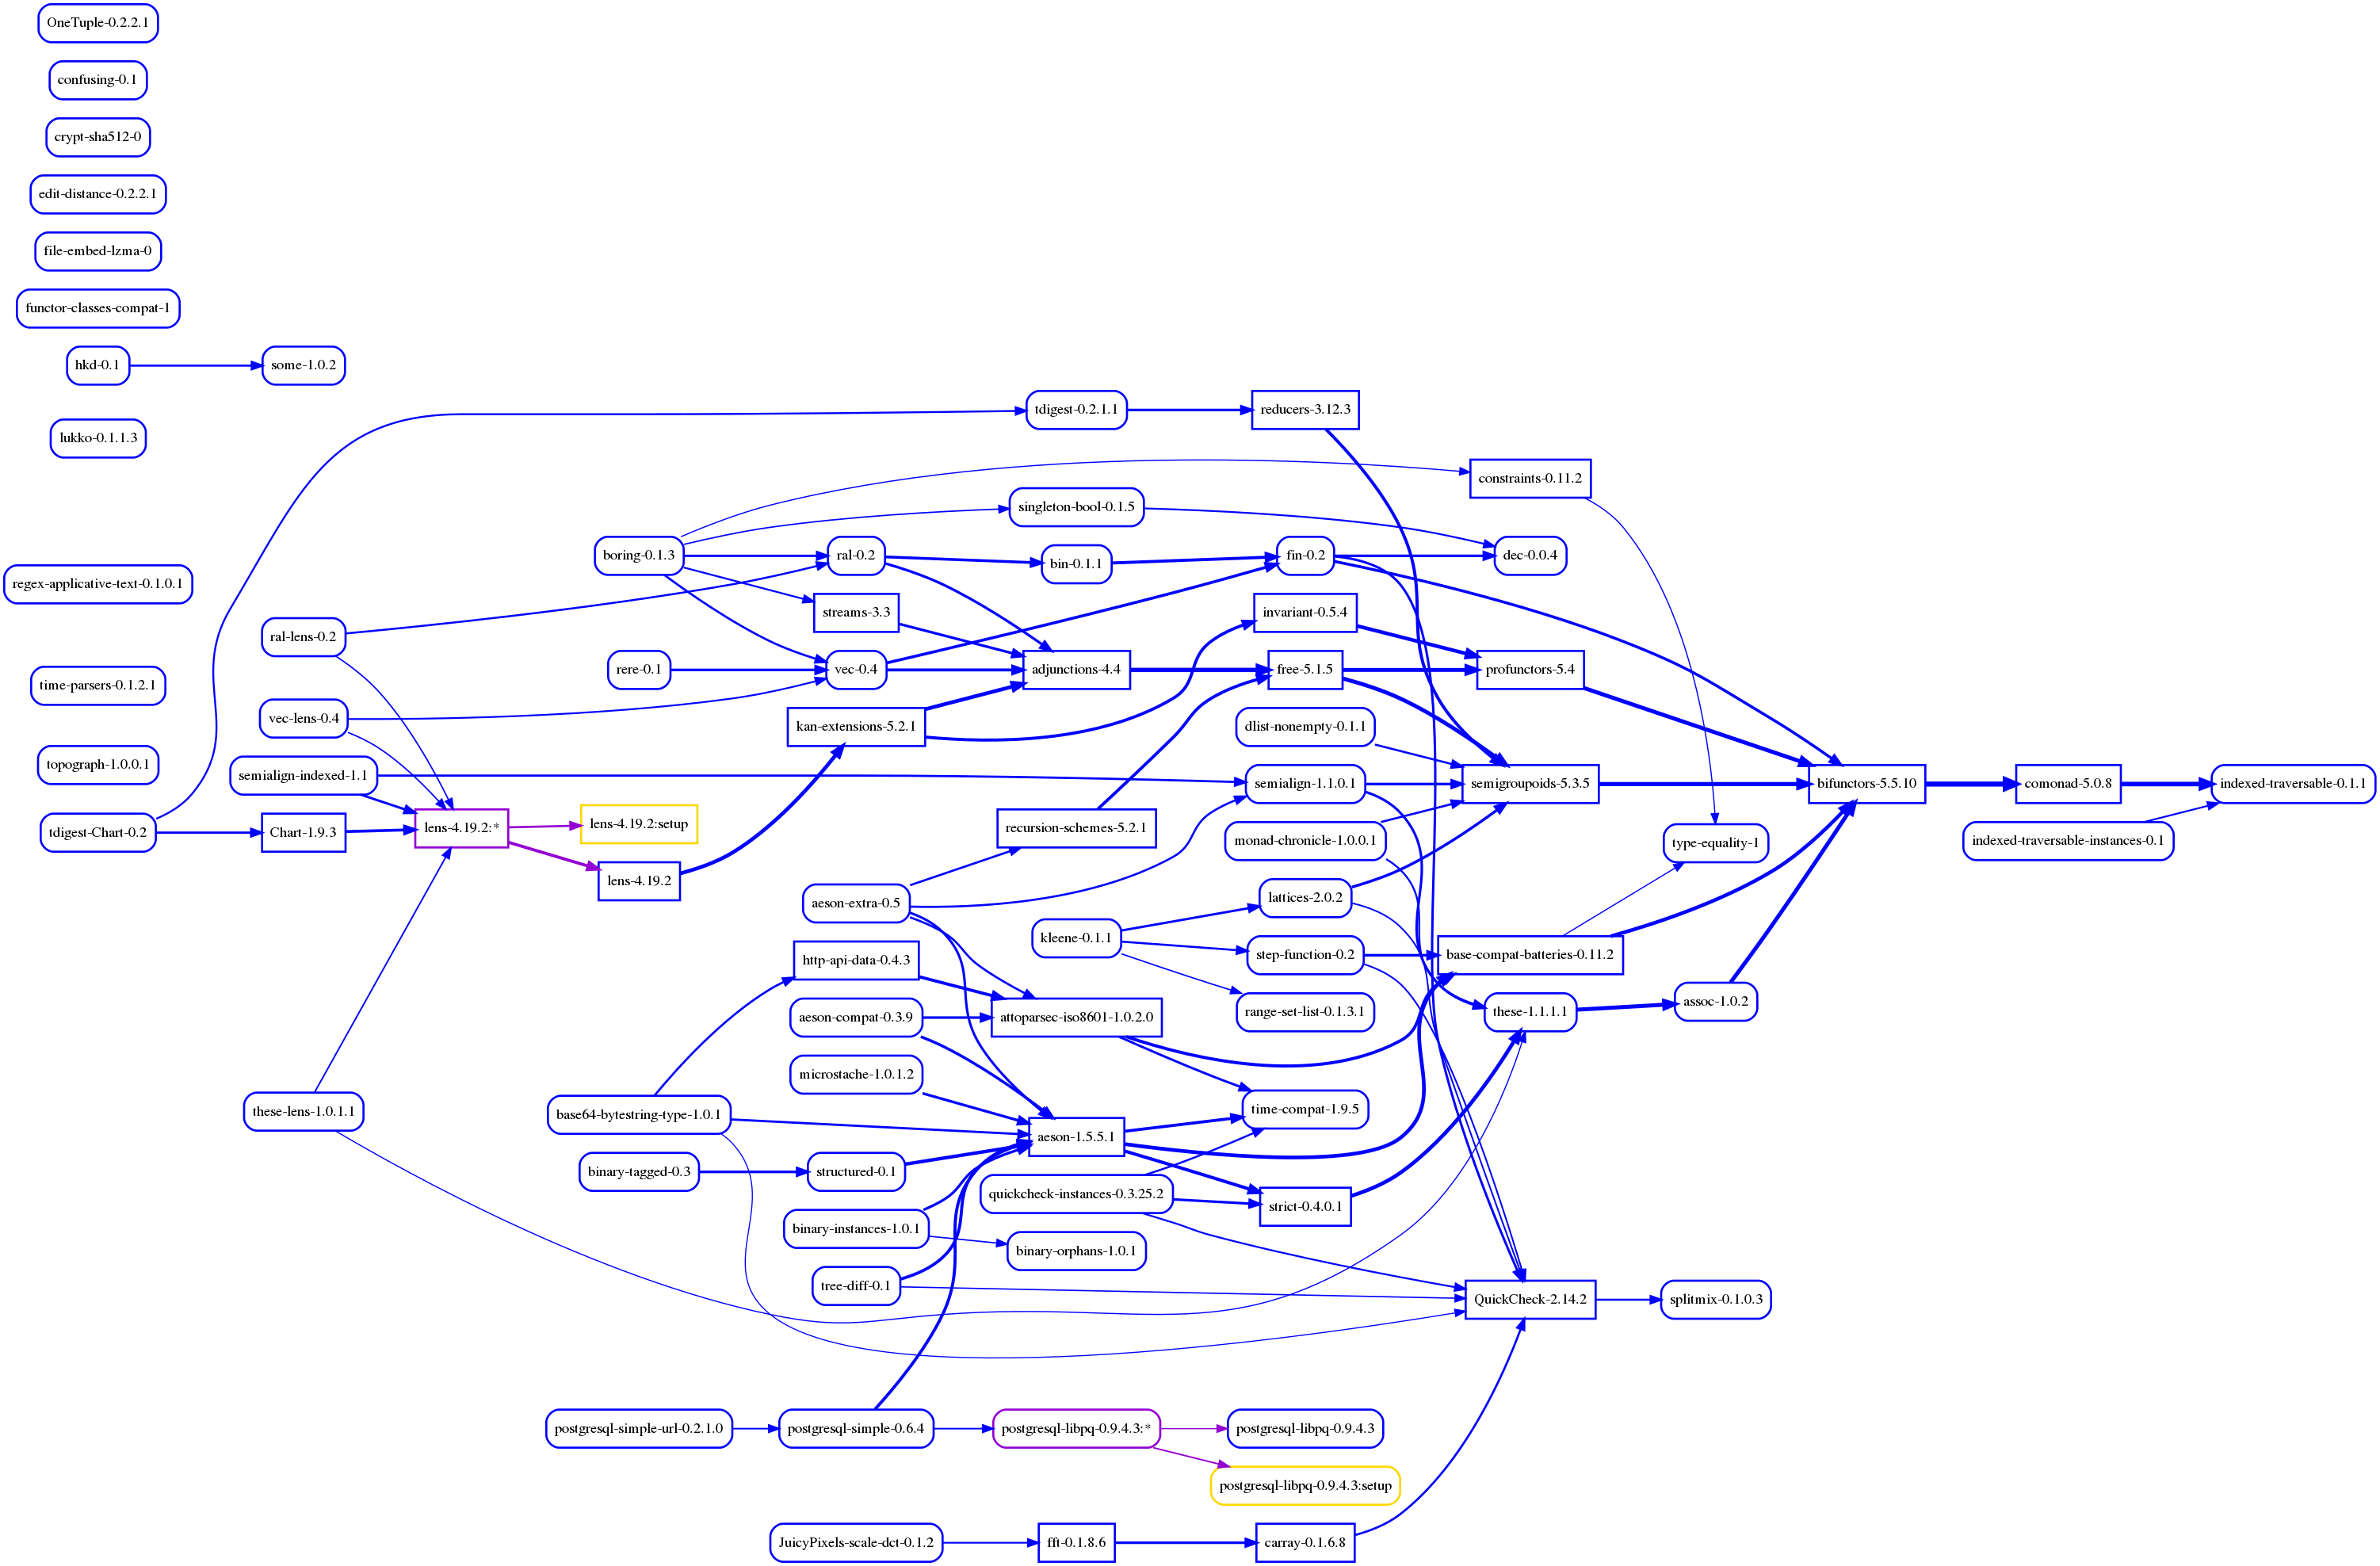 OneTuple-0.2.2.1
confusing-0.1
crypt-sha512-0
edit-distance-0.2.2.1
file-embed-lzma-0
functor-classes-compat-1
hkd-0.1
some-1.0.2
lukko-0.1.1.3
regex-applicative-text-0.1.0.1
time-parsers-0.1.2.1
topograph-1.0.0.1
tdigest-Chart-0.2
ral-lens-0.2
vec-lens-0.4
semialign-indexed-1.1
Chart-1.9.3
these-lens-1.0.1.1
lens-4.19.2:*
lens-4.19.2:setup
lens-4.19.2
boring-0.1.3
rere-0.1
base64-bytestring-type-1.0.1
binary-tagged-0.3
postgresql-simple-url-0.2.1.0
ral-0.2
streams-3.3
vec-0.4
kan-extensions-5.2.1
aeson-extra-0.5
http-api-data-0.4.3
aeson-compat-0.3.9
microstache-1.0.1.2
structured-0.1
binary-instances-1.0.1
tree-diff-0.1
postgresql-simple-0.6.4
JuicyPixels-scale-dct-0.1.2
tdigest-0.2.1.1
singleton-bool-0.1.5
bin-0.1.1
adjunctions-4.4
recursion-schemes-5.2.1
kleene-0.1.1
attoparsec-iso8601-1.0.2.0
aeson-1.5.5.1
quickcheck-instances-0.3.25.2
binary-orphans-1.0.1
postgresql-libpq-0.9.4.3:*
fft-0.1.8.6
reducers-3.12.3
fin-0.2
invariant-0.5.4
free-5.1.5
dlist-nonempty-0.1.1
semialign-1.1.0.1
monad-chronicle-1.0.0.1
lattices-2.0.2
step-function-0.2
range-set-list-0.1.3.1
time-compat-1.9.5
strict-0.4.0.1
postgresql-libpq-0.9.4.3
postgresql-libpq-0.9.4.3:setup
carray-0.1.6.8
constraints-0.11.2
dec-0.0.4
profunctors-5.4
semigroupoids-5.3.5
base-compat-batteries-0.11.2
these-1.1.1.1
QuickCheck-2.14.2
type-equality-1
assoc-1.0.2
splitmix-0.1.0.3
bifunctors-5.5.10
comonad-5.0.8
indexed-traversable-instances-0.1
indexed-traversable-0.1.1